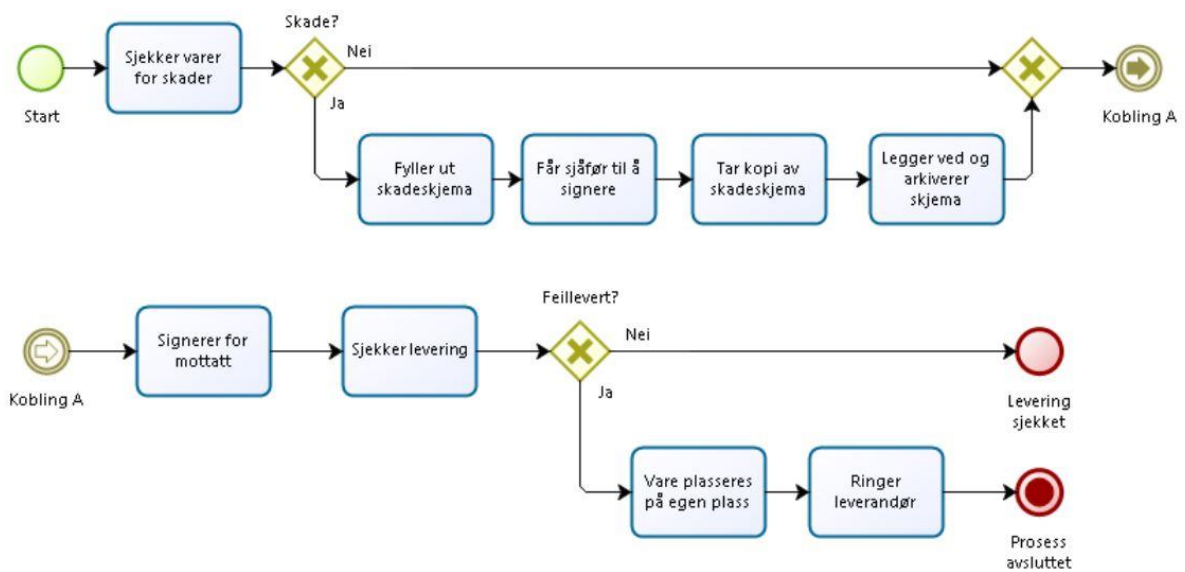 Skade?
Nei
Sjekker varer
for skader
Start
Ja
Kobling A
Fyller ut
skadeskjema
Får sjåfør til å
signere
Tar kopi av
skadeskjema
Legger ved og
arkiverer
skjema
Feillevert?
Nei
Signerer for
mottatt
Sjekker levering
Kobling A
Ja
Levering
sjekket
Vare plasseres
på egen plass
Ringer
leverandør
Prosess
avsluttet